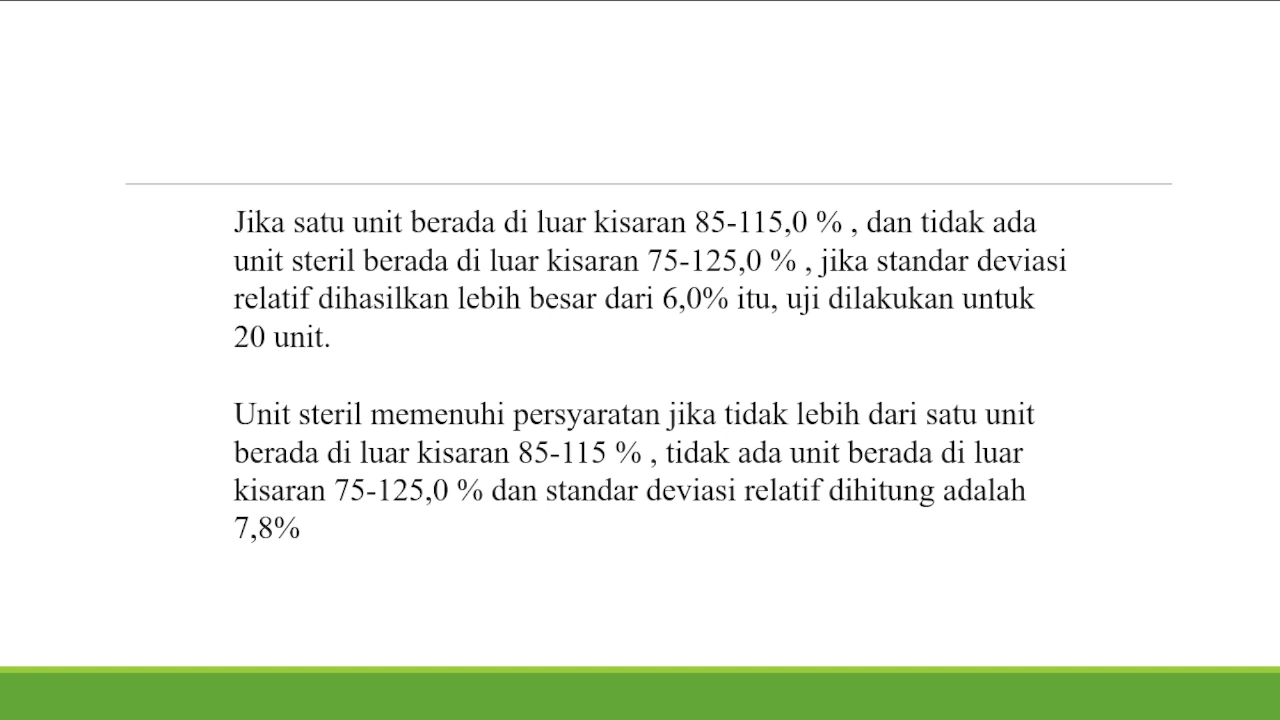 Jika satu unit berada di luar kisaran 85-115,0 % , dan tidak ada
unit steril berada di luar kisaran 75-125,0 % , jika standar deviasi
relatif dihasilkan lebih besar dari 6,0% itu, uji dilakukan untuk
20 unit.
Unit steril memenuhi persyaratan jika tidak lebih dari satu unit
berada di luar kisaran 85-115 % , tidak ada unit berada di luar
kisaran 75-125,0 % dan standar deviasi relatif dihitung adalah
7,8%